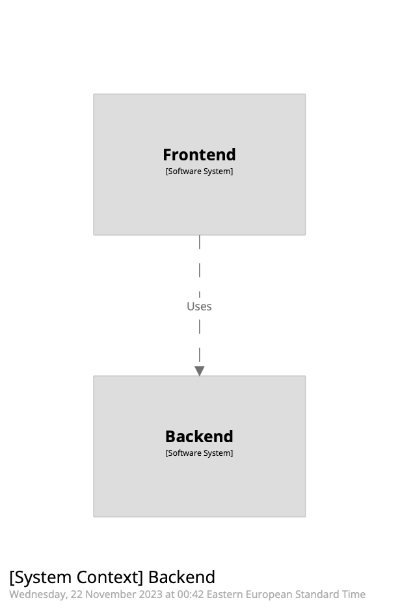 Frontend
[Software System]
Uses
Backend
[Software System]
[System Context] Backend
Wednesday, 22 November 2023 at 00:42 Eastern European Standard Time